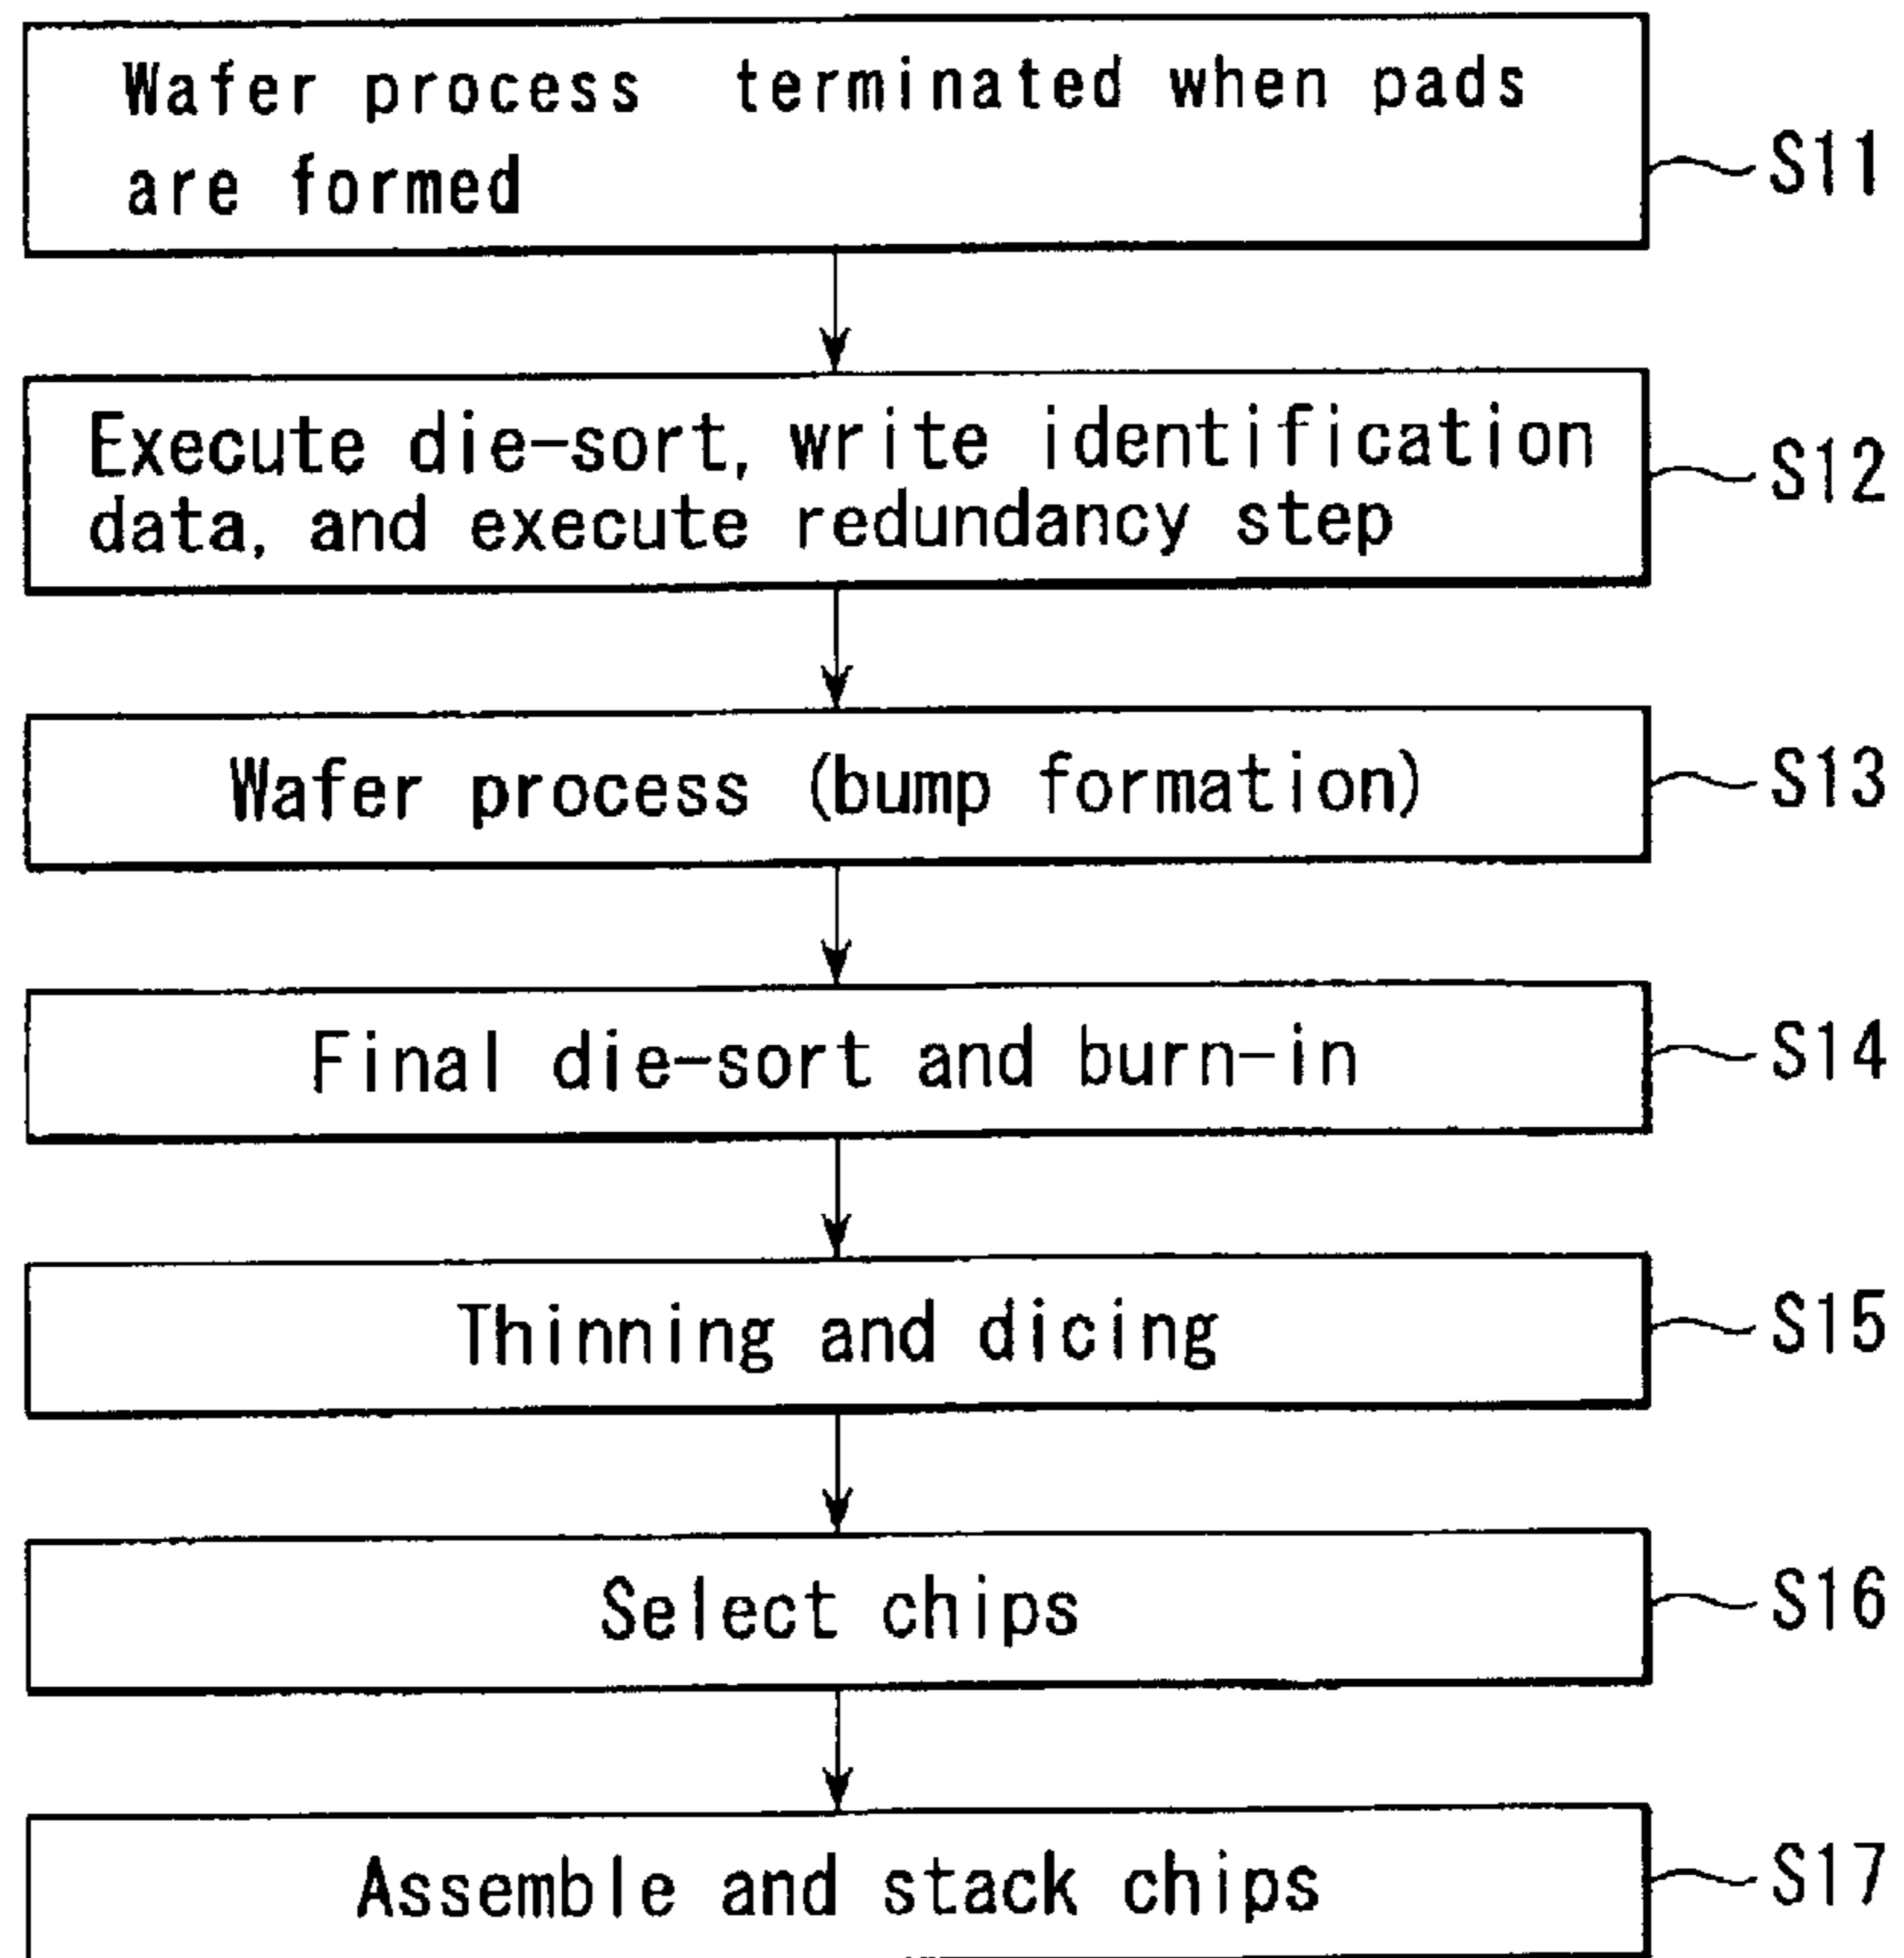 Wafer process terminated when pads
are formed
S11
Execute die-sort, write identification
data, and execute redundancy step
S12
Wafer process (bump formation)
S13
Final die-sort and burn-in
S14
Thinning and dicing
S15
Select chips
S16
Assemble and stack chips
S17